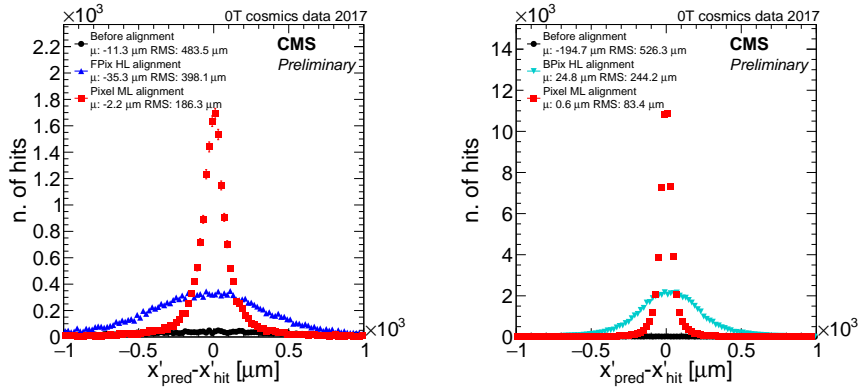 ×10³ 0T cosmics data 2017
Before alignment
μ: -11.3 μm RMS: 483.5 μm
FPix HL alignment
μ: -35.3 μm RMS: 398.1 μm
Pixel ML alignment
μ: -2.2 μm RMS: 186.3 μm
CMS
Preliminary
n. of hits
2.2
2
1.8
1.6
1.4
1.2
1
0.8
0.6
0.4
0.2
0
−1 −0.5 0 0.5 1
×10³
x'pred-x'hit [μm]
×10³ 0T cosmics data 2017
Before alignment
μ: -194.7 μm RMS: 526.3 μm
BPix HL alignment
μ: 24.8 μm RMS: 244.2 μm
Pixel ML alignment
μ: 0.6 μm RMS: 83.4 μm
CMS
Preliminary
n. of hits
14
12
10
8
6
4
2
0
−1 −0.5 0 0.5 1
×10³
x'pred-x'hit [μm]